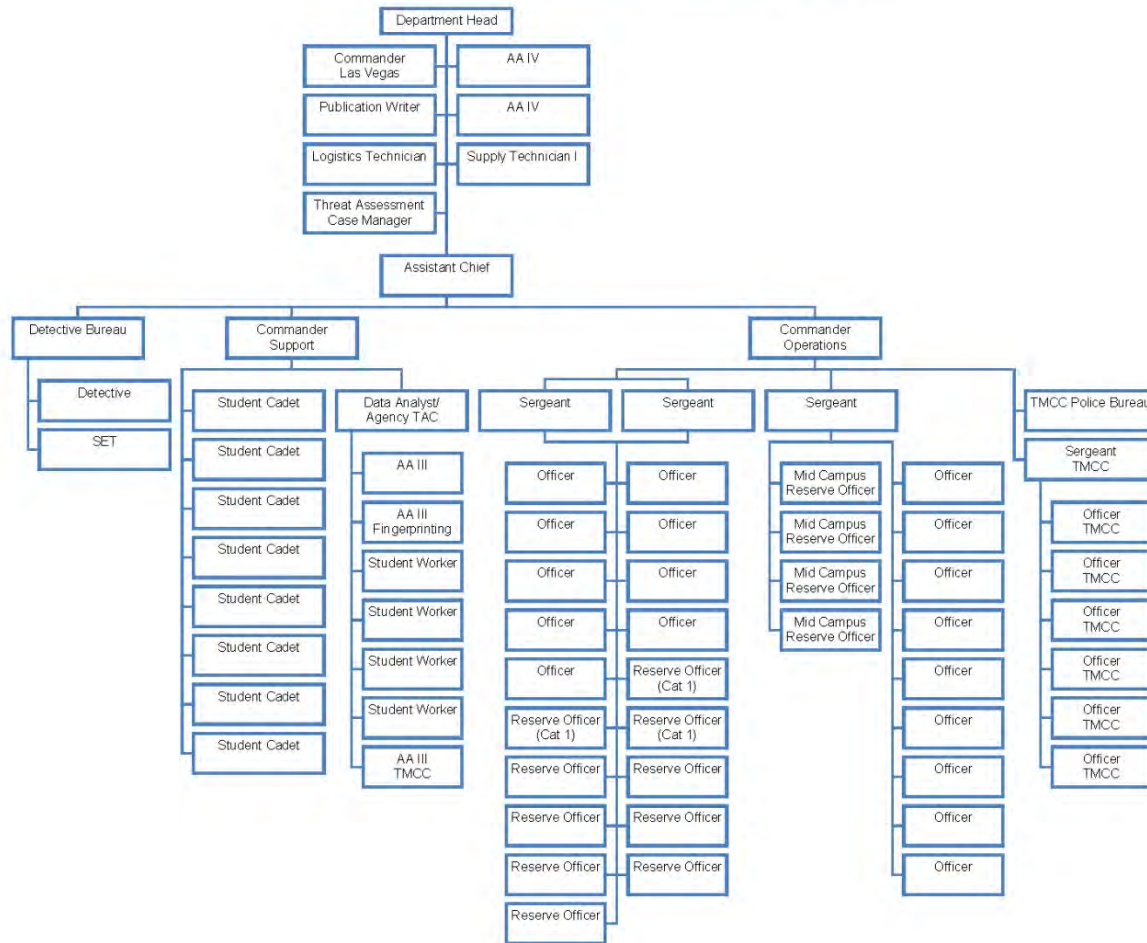 Department Head
Commander
Las Vegas
AA IV
Publication Writer
AA IV
Logistics Technician
Supply Technician I
Threat Assessment
Case Manager
Assistant Chief
Detective Bureau
Detective
SET
Commander
Support
Student Cadet
Student Cadet
Student Cadet
Student Cadet
Student Cadet
Student Cadet
Student Cadet
Student Cadet
Data Analyst/
Agency TAC
AA III
AA III
Fingerprinting
Student Worker
Student Worker
Student Worker
Student Worker
AA III
TMCC
Commander
Operations
Sergeant
Sergeant
Officer
Officer
Officer
Officer
Officer
Officer
Officer
Officer
Officer
Reserve Officer
(Cat 1)
Reserve Officer
(Cat 1)
Reserve Officer
(Cat 1)
Reserve Officer
Reserve Officer
Reserve Officer
Reserve Officer
Reserve Officer
Reserve Officer
Reserve Officer
Sergeant
Mid Campus
Reserve Officer
Mid Campus
Reserve Officer
Mid Campus
Reserve Officer
Mid Campus
Reserve Officer
Officer
Officer
Officer
Officer
Officer
Officer
Officer
Officer
Officer
TMCC Police Bureau
Sergeant
TMCC
Officer
TMCC
Officer
TMCC
Officer
TMCC
Officer
TMCC
Officer
TMCC
Officer
TMCC